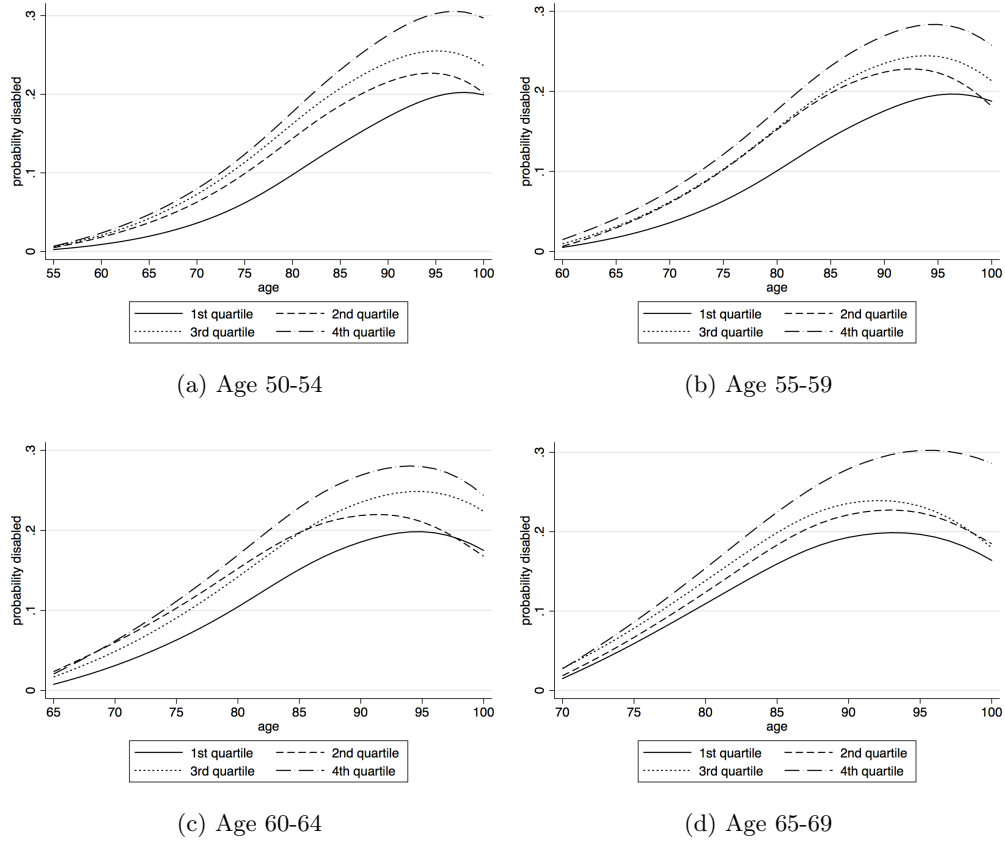 .3
.2
.1
0
probability disabled
55 60 65 70 75 80 85 90 95 100
age
1st quartile 2nd quartile
3rd quartile 4th quartile
(a) Age 50-54
.3
.2
.1
0
probability disabled
60 65 70 75 80 85 90 95 100
age
1st quartile 2nd quartile
3rd quartile 4th quartile
(b) Age 55-59
.3
.2
.1
0
probability disabled
65 70 75 80 85 90 95 100
age
1st quartile 2nd quartile
3rd quartile 4th quartile
(c) Age 60-64
.3
.2
.1
0
probability disabled
70 75 80 85 90 95 100
age
1st quartile 2nd quartile
3rd quartile 4th quartile
(d) Age 65-69